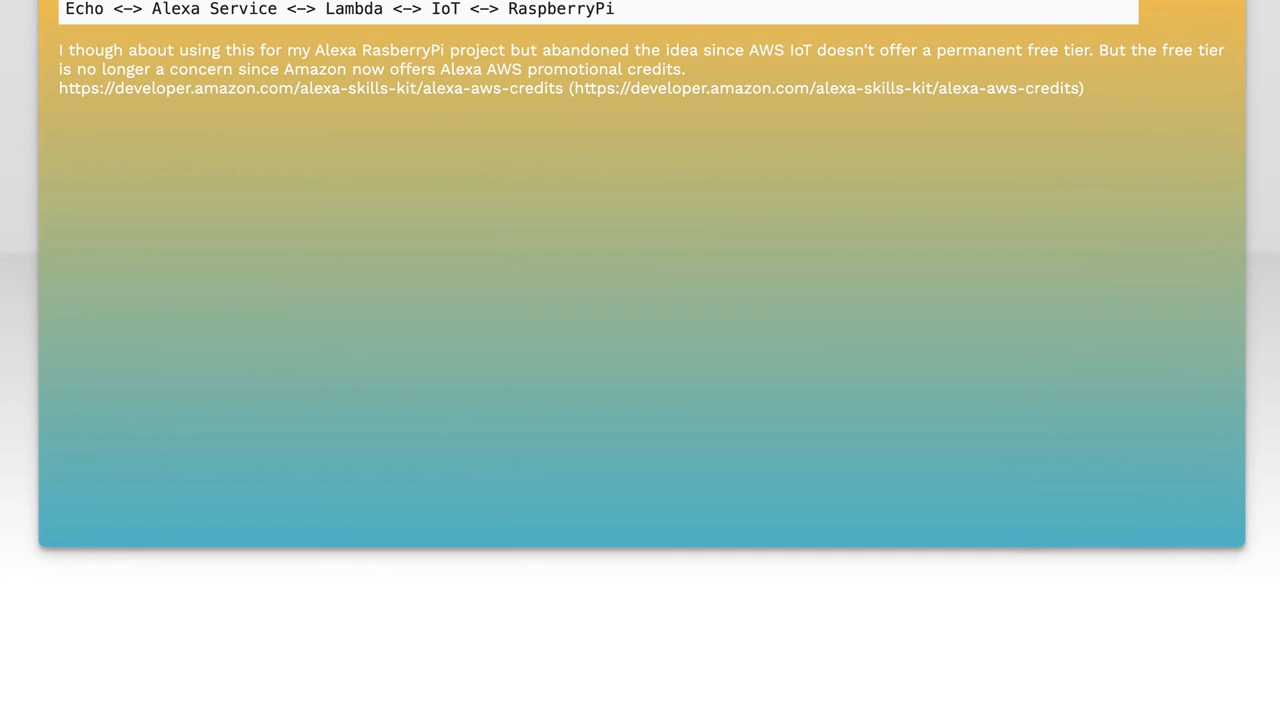 Echo <-> Alexa Service <-> Lambda <-> IoT <-> RaspberryPi
I though about using this for my Alexa RasberryPi project but abandoned the idea since AWS IoT doesn't offer a permanent free tier. But the free tier
is no longer a concern since Amazon now offers Alexa AWS promotional credits.
https://developer.amazon.com/alexa-skills-kit/alexa-aws-credits (https://developer.amazon.com/alexa-skills-kit/alexa-aws-credits)